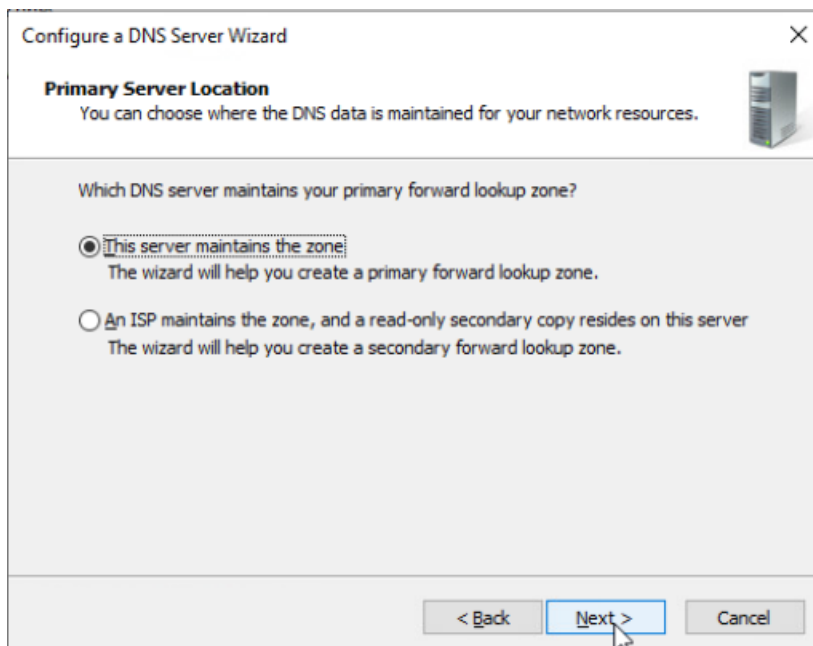 Configure a DNS Server Wizard
Primary Server Location
You can choose where the DNS data is maintained for your network resources.
Which DNS server maintains your primary forward lookup zone?
This server maintains the zone
The wizard will help you create a primary forward lookup zone.
An ISP maintains the zone, and a read-only secondary copy resides on this server
The wizard will help you create a secondary forward lookup zone.
< Back Next > Cancel